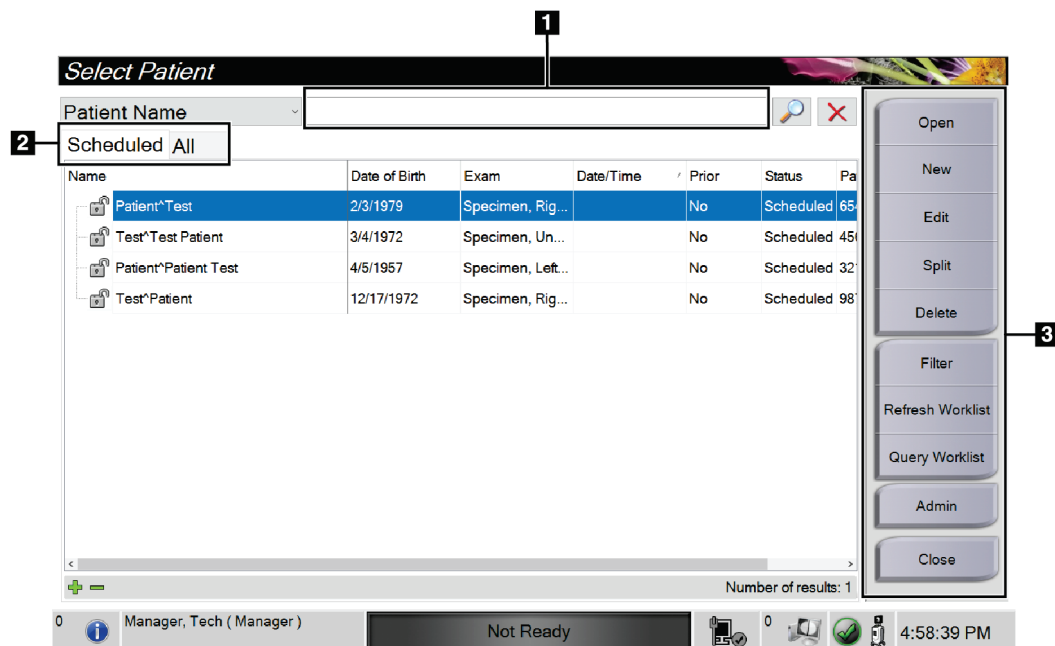 1
Select Patient
Patient Name
2
Scheduled All
Name Date of Birth Exam Date/Time Prior Status Pa
Patient^Test 2/3/1979 Specimen, Rig... No Scheduled 654
Test^Test Patient 3/4/1972 Specimen, Un... No Scheduled 456
Patient^Patient Test 4/5/1957 Specimen, Left... No Scheduled 321
Test^Patient 12/17/1972 Specimen, Rig... No Scheduled 987
Open
New
Edit
Split
Delete
3
Filter
Refresh Worklist
Query Worklist
Admin
Close
Number of results: 1
0 Manager, Tech ( Manager ) Not Ready 0 4:58:39 PM